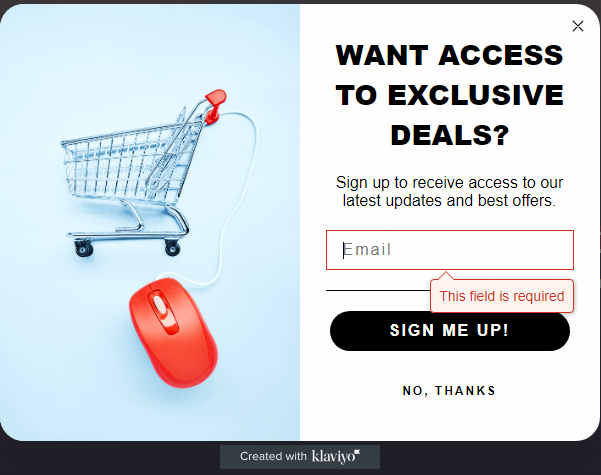 WANT ACCESS
TO EXCLUSIVE
DEALS?
Sign up to receive access to our
latest updates and best offers.
Email
This field is required
SIGN ME UP!
NO, THANKS
Created with klaviyo